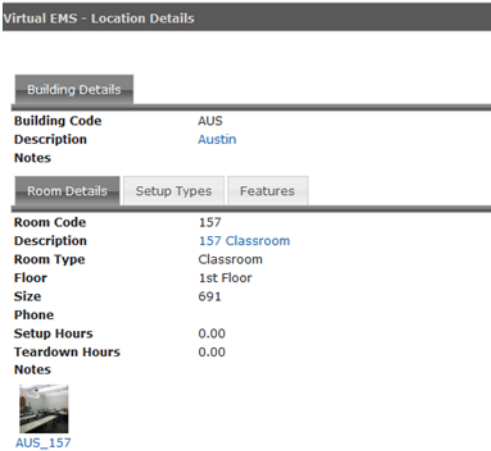 Virtual EMS - Location Details
Building Details
Building Code AUS
Description Austin
Notes
Room Details Setup Types Features
Room Code 157
Description 157 Classroom
Room Type Classroom
Floor 1st Floor
Size 691
Phone
Setup Hours 0.00
Teardown Hours 0.00
Notes
AUS_157